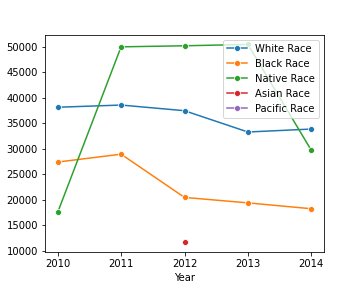 50000
45000
40000
35000
30000
25000
20000
15000
10000
White Race
Black Race
Native Race
Asian Race
Pacific Race
2010 2011 2012 2013 2014
Year